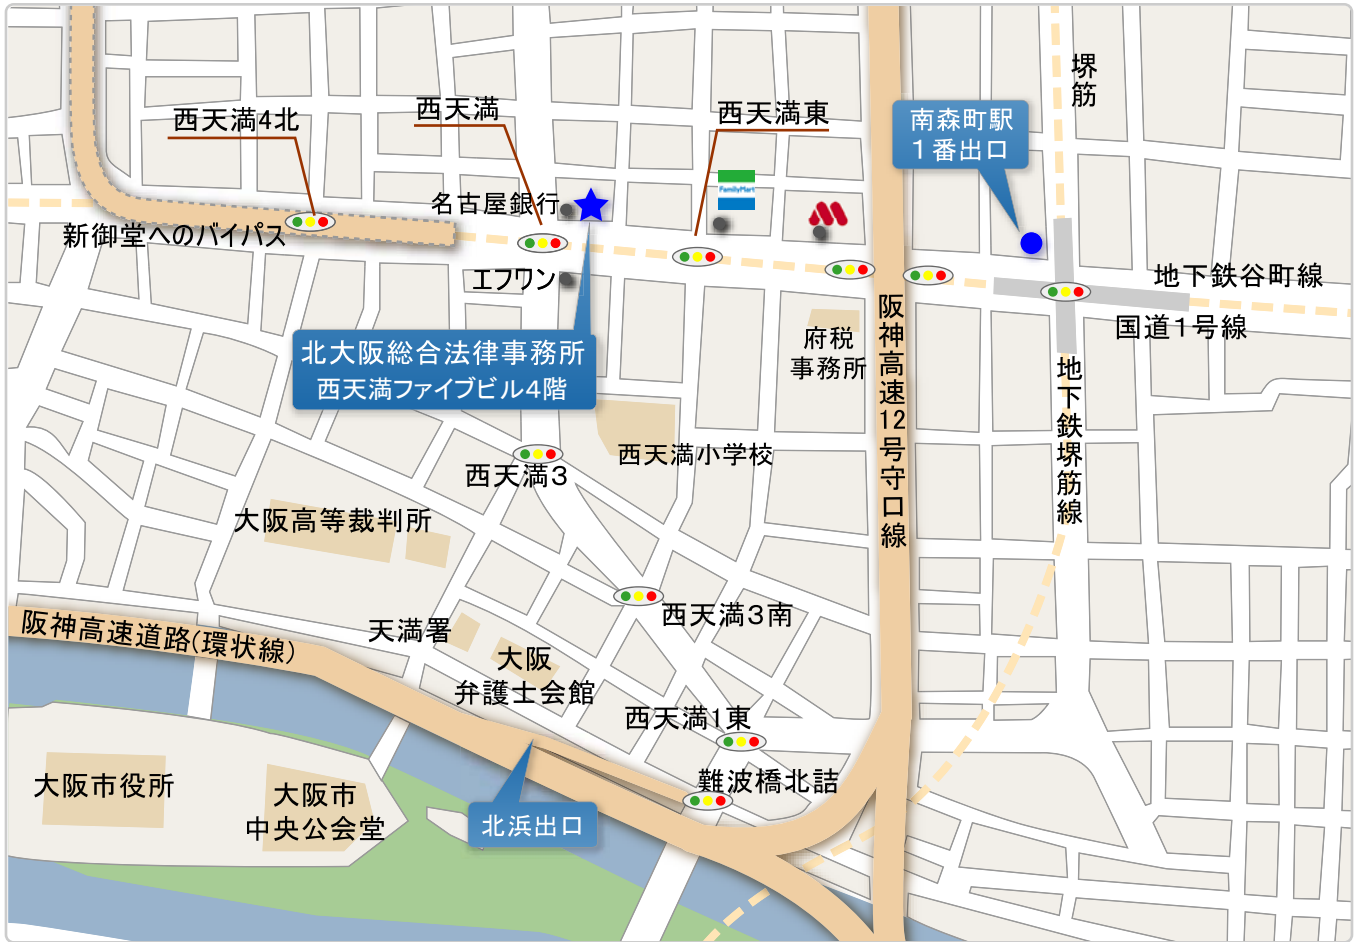 堺筋
西天満4北
西天満
西天満東
南森町駅
１番出口
FamilyMart
名古屋銀行
新御堂へのバイパス
エフワン
地下鉄谷町線
国道１号線
北大阪総合法律事務所
西天満ファイブビル４階
府税
事務所
阪神高速12号守口線
地下鉄堺筋線
西天満小学校
西天満３
大阪高等裁判所
西天満３南
天満署
阪神高速道路(環状線)
大阪
弁護士会館
西天満1東
難波橋北詰
大阪市役所
大阪市
中央公会堂
北浜出口